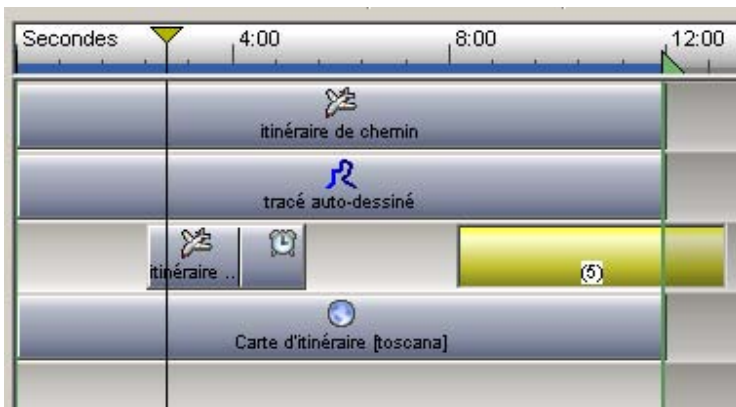 Secondes 4:00 8:00 12:00
itinéraire de chemin
tracé auto-dessiné
itinéraire ..
(5)
Carte d'itinéraire [toscana]